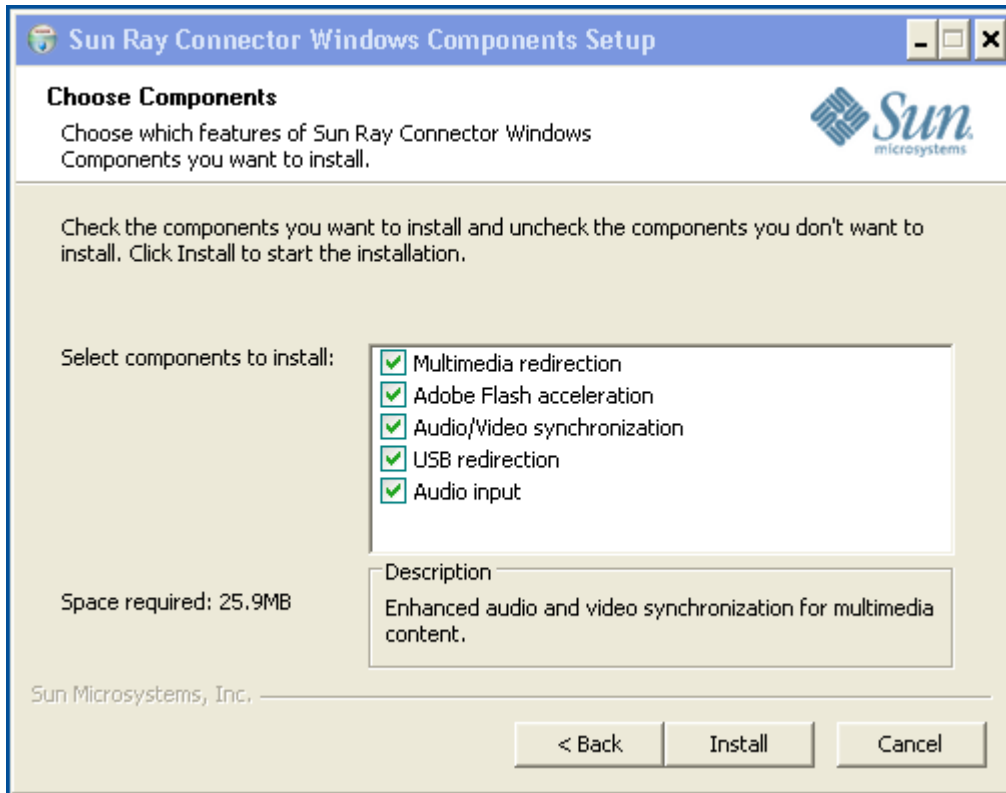 Sun Ray Connector Windows Components Setup
Choose Components
Choose which features of Sun Ray Connector Windows
Components you want to install.
Sun
microsystems
Check the components you want to install and uncheck the components you don't want to
install. Click Install to start the installation.
Select components to install:
Multimedia redirection
Adobe Flash acceleration
Audio/Video synchronization
USB redirection
Audio input
Space required: 25.9MB
Description
Enhanced audio and video synchronization for multimedia
content.
Sun Microsystems, Inc.
< Back
Install
Cancel